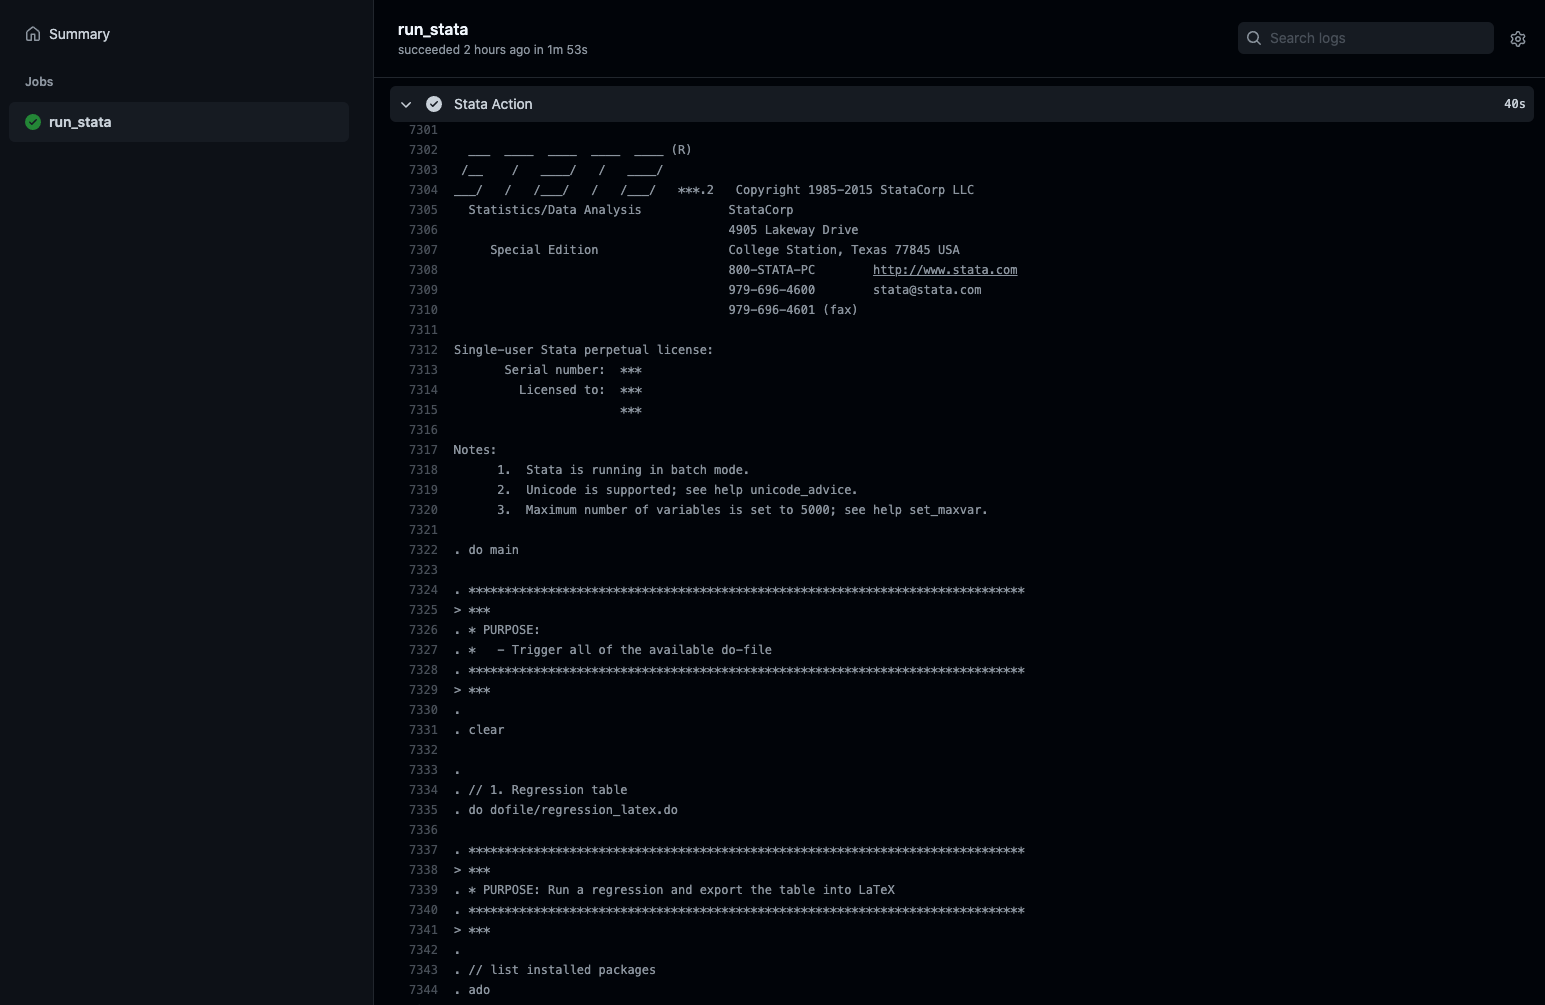 Summary
Jobs
run_stata
run_stata
succeeded 2 hours ago in 1m 53s
Search logs
Stata Action 40s
7301
7302   ___  ____  ____  ____  ____ (R)
7303  /__    /   ____/   /   ____/
7304 ___/   /   /___/   /   /___/   ***.2   Copyright 1985-2015 StataCorp LLC
7305   Statistics/Data Analysis            StataCorp
7306                                       4905 Lakeway Drive
7307      Special Edition                  College Station, Texas 77845 USA
7308                                       800-STATA-PC        http://www.stata.com
7309                                       979-696-4600        stata@stata.com
7310                                       979-696-4601 (fax)
7311
7312 Single-user Stata perpetual license:
7313        Serial number:  ***
7314          Licensed to:  ***
7315                        ***
7316
7317 Notes:
7318       1.  Stata is running in batch mode.
7319       2.  Unicode is supported; see help unicode_advice.
7320       3.  Maximum number of variables is set to 5000; see help set_maxvar.
7321
7322 . do main
7323
7324 . *****************************************************************************
7325 > ***
7326 . * PURPOSE:
7327 . *   - Trigger all of the available do-file
7328 . *****************************************************************************
7329 > ***
7330 .
7331 . clear
7332
7333 .
7334 . // 1. Regression table
7335 . do dofile/regression_latex.do
7336
7337 . *****************************************************************************
7338 > ***
7339 . * PURPOSE: Run a regression and export the table into LaTeX
7340 . *****************************************************************************
7341 > ***
7342 .
7343 . // list installed packages
7344 . ado